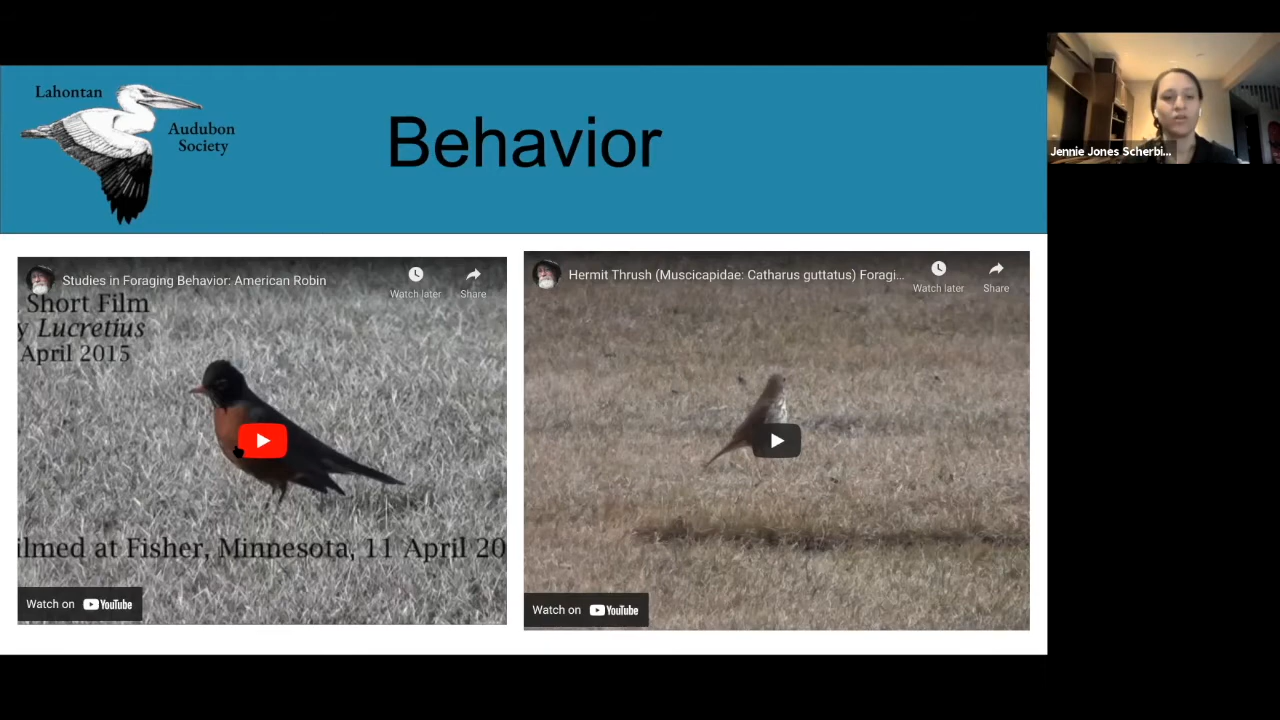 Lahontan
Audubon
Society
Behavior
Jennie Jones Scherbi...
Studies in Foraging Behavior: American Robin
Watch later
Share
Short Film
y Lucretius
April 2015
ilmed at Fisher, Minnesota, 11 April 20
Watch on YouTube
Hermit Thrush (Muscicapidae: Catharus guttatus) Foragi...
Watch later
Share
Watch on YouTube